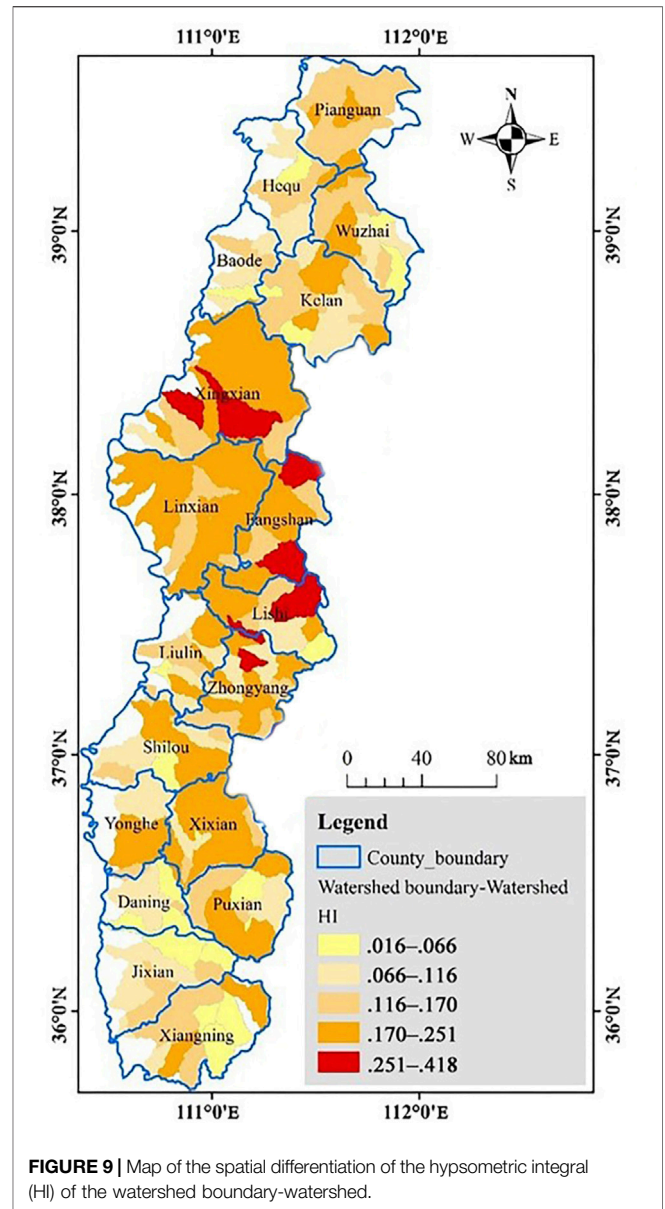 111°0'E 112°0'E
Pianguan
N
W E
S
Hequ
39°0'N Wuzhai 39°0'N
Baode
Kelan
Xingxian
38°0'N Linxian 38°0'N
Fangshan
Lishi
Liulin
Zhongyang
37°0'N Shilou 37°0'N
0 40 80 km
Yonghe Xixian
Legend
County_boundary
Watershed boundary-Watershed
HI
Daning Puxian
.016–.066
.066–.116
Jixian
.116–.170
36°0'N Xiangning 36°0'N
.170–.251
.251–.418
111°0'E 112°0'E
FIGURE 9 | Map of the spatial differentiation of the hypsometric integral
(HI) of the watershed boundary-watershed.